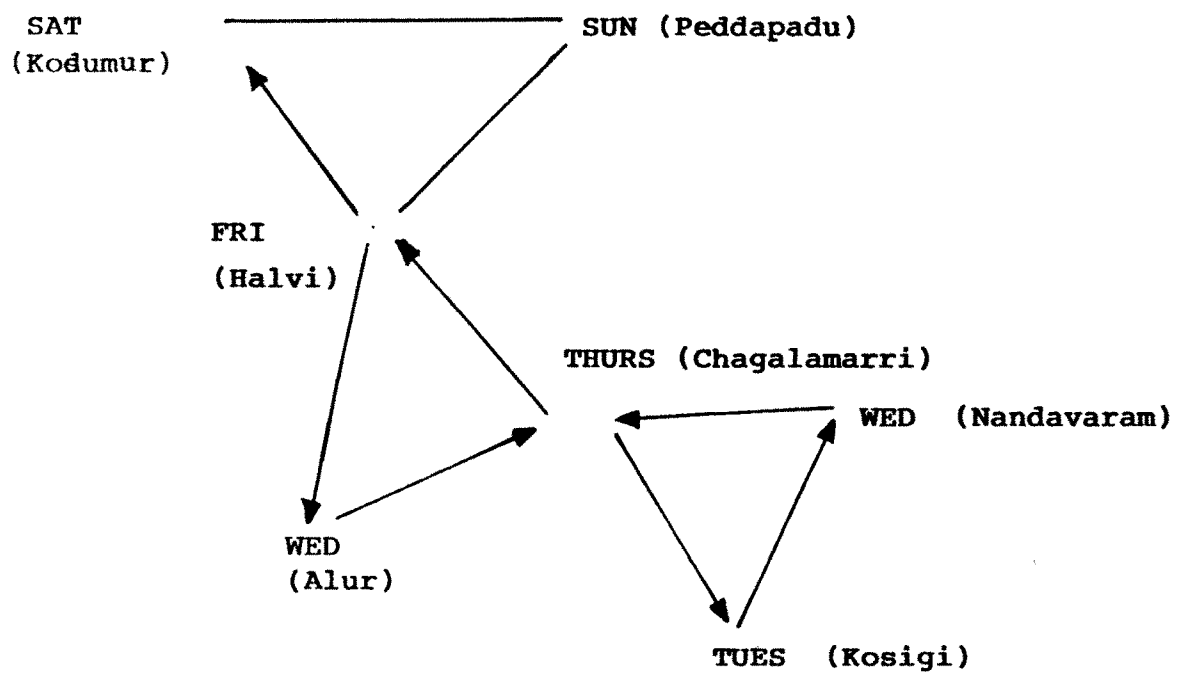 SAT
(Kodumur)
SUN (Peddapadu)
FRI
(Halvi)
THURS (Chagalamarri)
WED (Nandavaram)
WED
(Alur)
TUES (Kosigi)